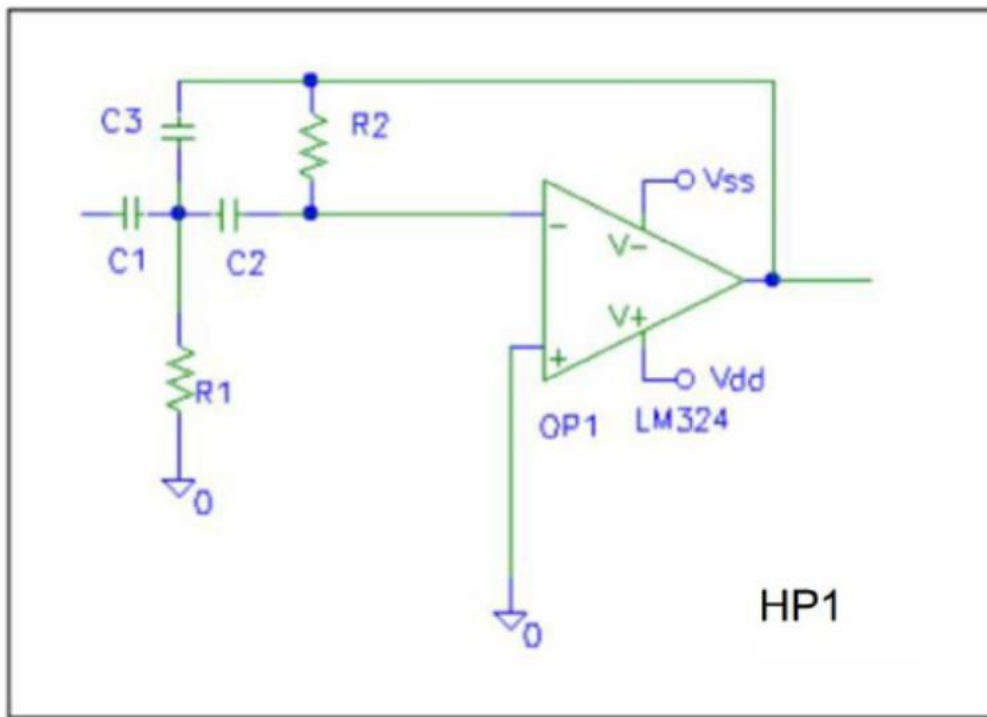 C3
R2
Vss
C1
C2
-
V-
V+
+
R1
Vdd
OP1
LM324
0
HP1
0